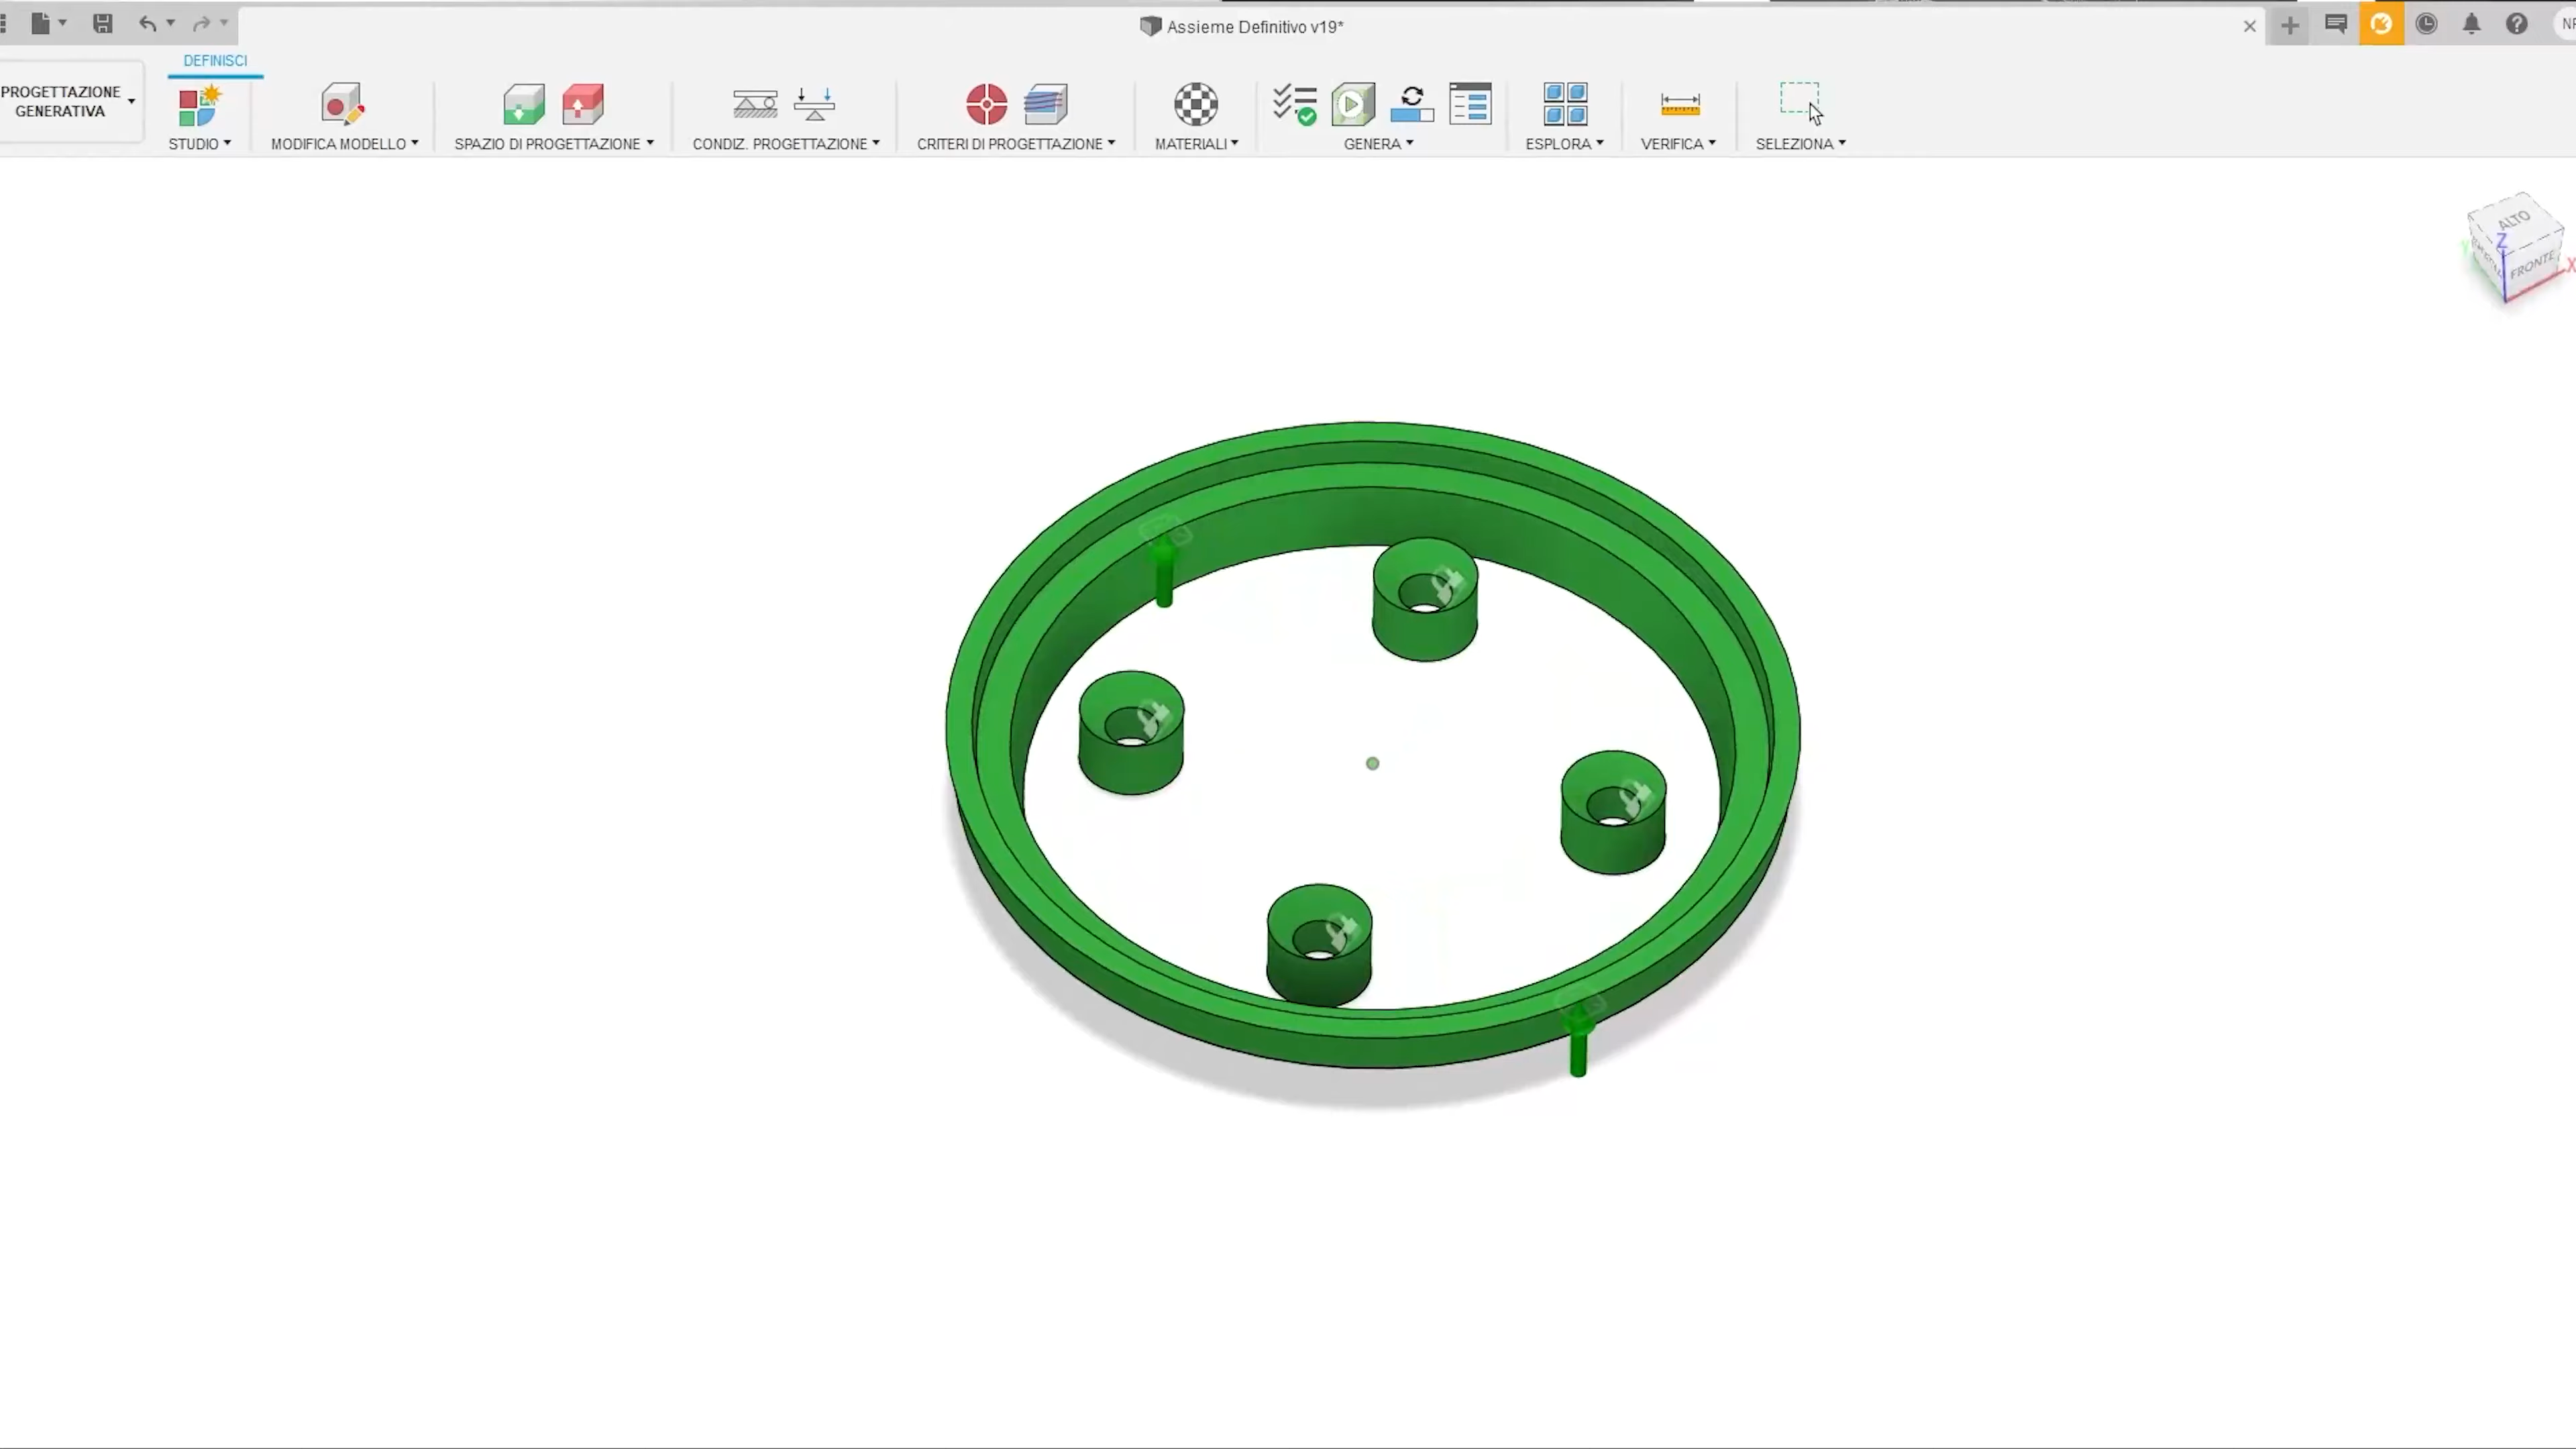 Assieme Definitivo v19*
DEFINISCI
PROGETTAZIONE
GENERATIVA
STUDIO
MODIFICA MODELLO
SPAZIO DI PROGETTAZIONE
CONDIZ. PROGETTAZIONE
CRITERI DI PROGETTAZIONE
MATERIALI
GENERA
ESPLORA
VERIFICA
SELEZIONA
ALTO
Z
FRONTE
X